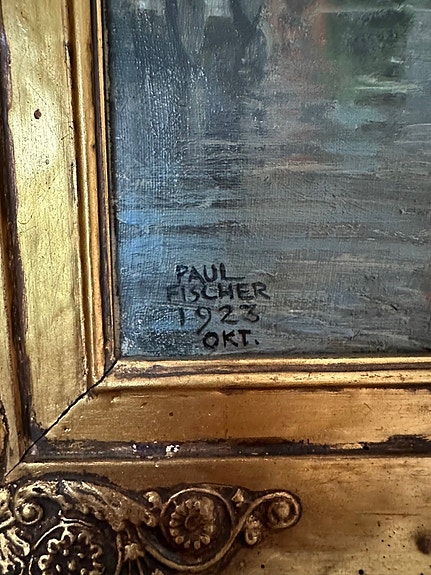 PAUL
FISCHER
1923
OKT.